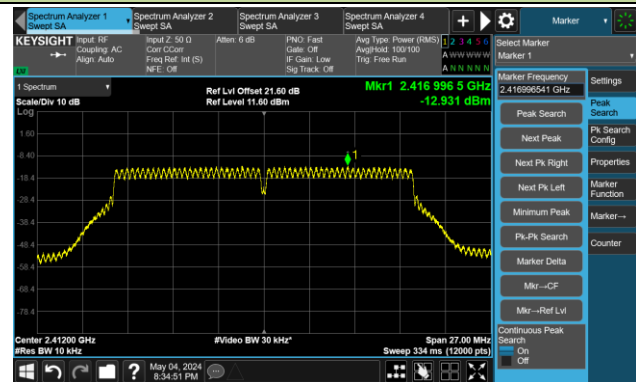 Spectrum Analyzer 1
Swept SA
Spectrum Analyzer 2
Swept SA
Spectrum Analyzer 3
Swept SA
Spectrum Analyzer 4
Swept SA
Marker
KEYSIGHT
Input: RF
Coupling: AC
Align: Auto
Input Z: 50 Ω
Corr CCorr
Freq Ref: Int (S)
NFE: Off
Atten: 6 dB
PNO: Fast
Gate: Off
IF Gain: Low
Sig Track: Off
Avg Type: Power (RMS)
Avg|Hold: 100/100
Trig: Free Run
1 2 3 4 5 6
A W W W W W
A N N N N N
Select Marker
Marker 1
1 Spectrum
Scale/Div 10 dB
Log
Ref Lvl Offset 21.60 dB
Ref Level 11.60 dBm
Mkr1 2.416 996 5 GHz
-12.931 dBm
1.60
-8.40
-18.4
-28.4
-38.4
-48.4
-58.4
-68.4
-78.4
1
Center 2.41200 GHz
#Res BW 10 kHz
#Video BW 30 kHz*
Span 27.00 MHz
Sweep 334 ms (12000 pts)
Marker Frequency
2.416996541 GHz
Peak Search
Next Peak
Next Pk Right
Next Pk Left
Minimum Peak
Pk-Pk Search
Marker Delta
Mkr→CF
Mkr→Ref Lvl
Continuous Peak
Search
On
Off
Settings
Peak
Search
Pk Search
Config
Properties
Marker
Function
Marker→
Counter
May 04, 2024
8:34:51 PM